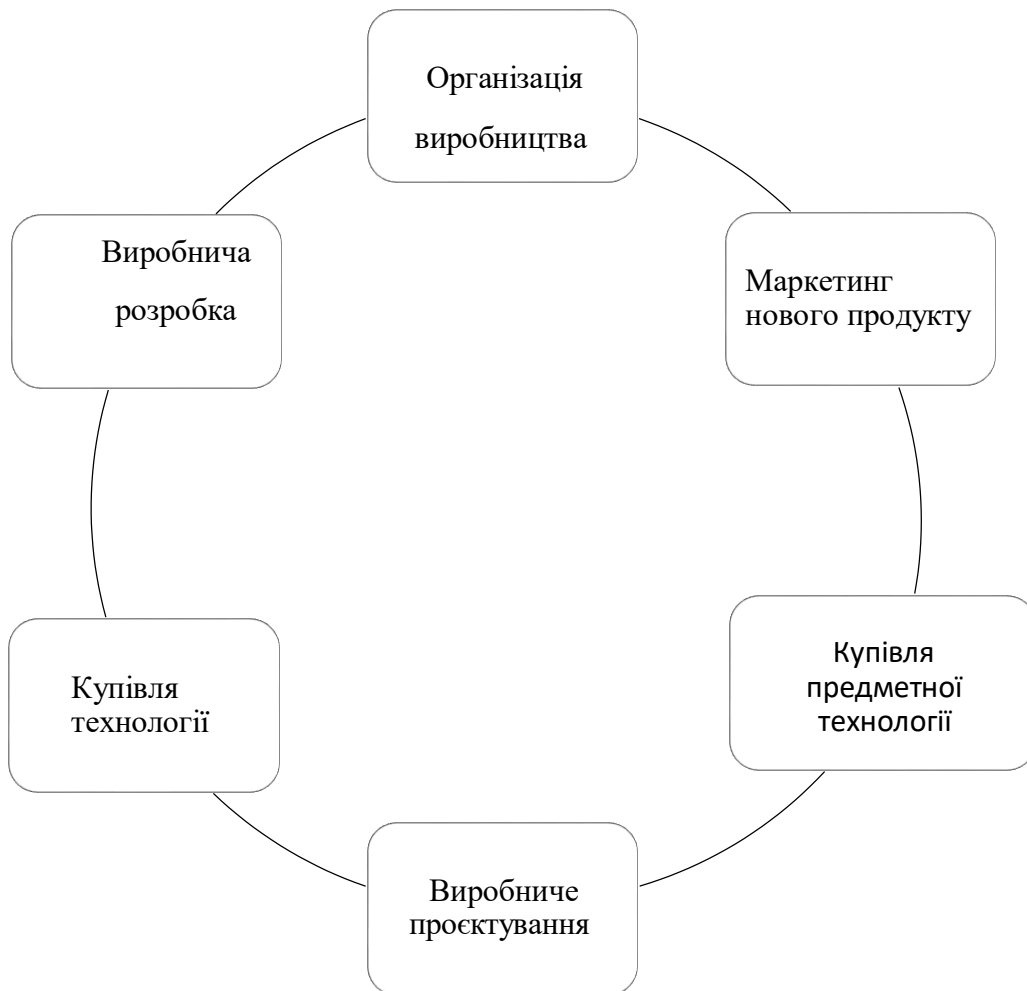 Організація
виробництва
Виробнича
розробка
Маркетинг
нового продукту
Купівля
технології
Купівля
предметної
технології
Виробниче
проєктування